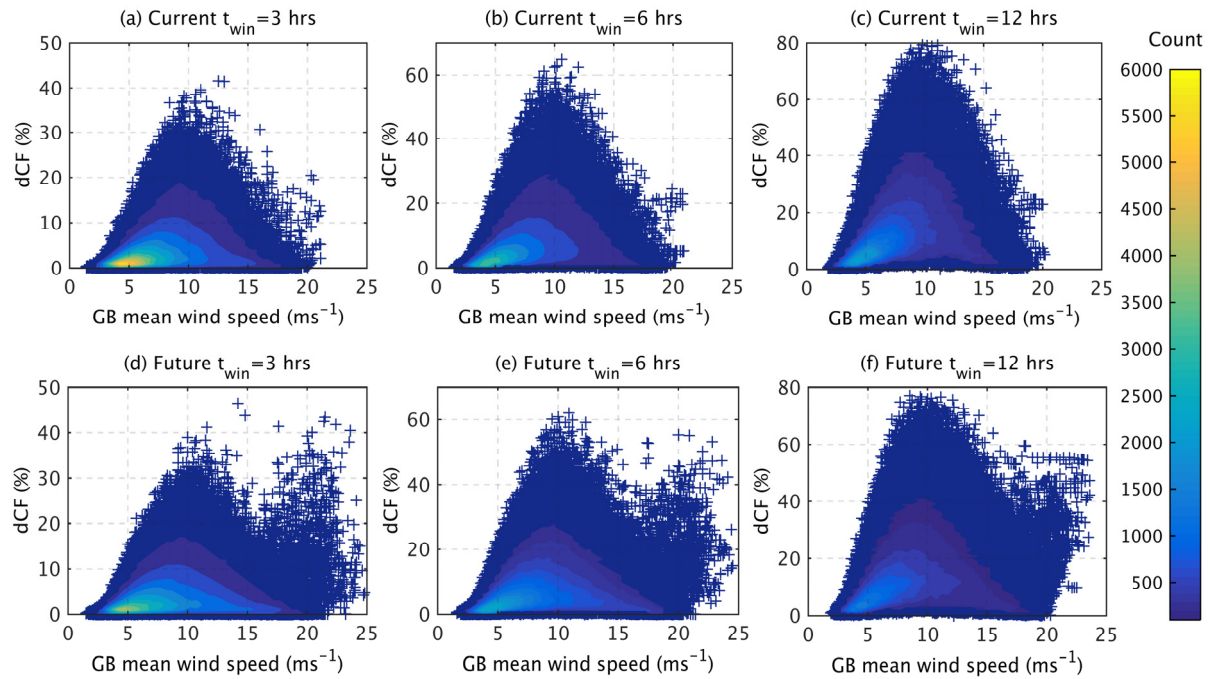 (a) Current t_win=3 hrs
(b) Current t_win=6 hrs
(c) Current t_win=12 hrs
Count
dCF (%)
50
40
30
20
10
0
0 5 10 15 20 25
GB mean wind speed (ms⁻¹)
dCF (%)
60
40
20
0
0 5 10 15 20 25
GB mean wind speed (ms⁻¹)
dCF (%)
80
60
40
20
0
0 5 10 15 20 25
GB mean wind speed (ms⁻¹)
6000
5500
5000
4500
4000
3500
3000
2500
2000
1500
1000
500
(d) Future t_win=3 hrs
(e) Future t_win=6 hrs
(f) Future t_win=12 hrs
dCF (%)
50
40
30
20
10
0
0 5 10 15 20 25
GB mean wind speed (ms⁻¹)
dCF (%)
60
40
20
0
0 5 10 15 20 25
GB mean wind speed (ms⁻¹)
dCF (%)
80
60
40
20
0
0 5 10 15 20 25
GB mean wind speed (ms⁻¹)